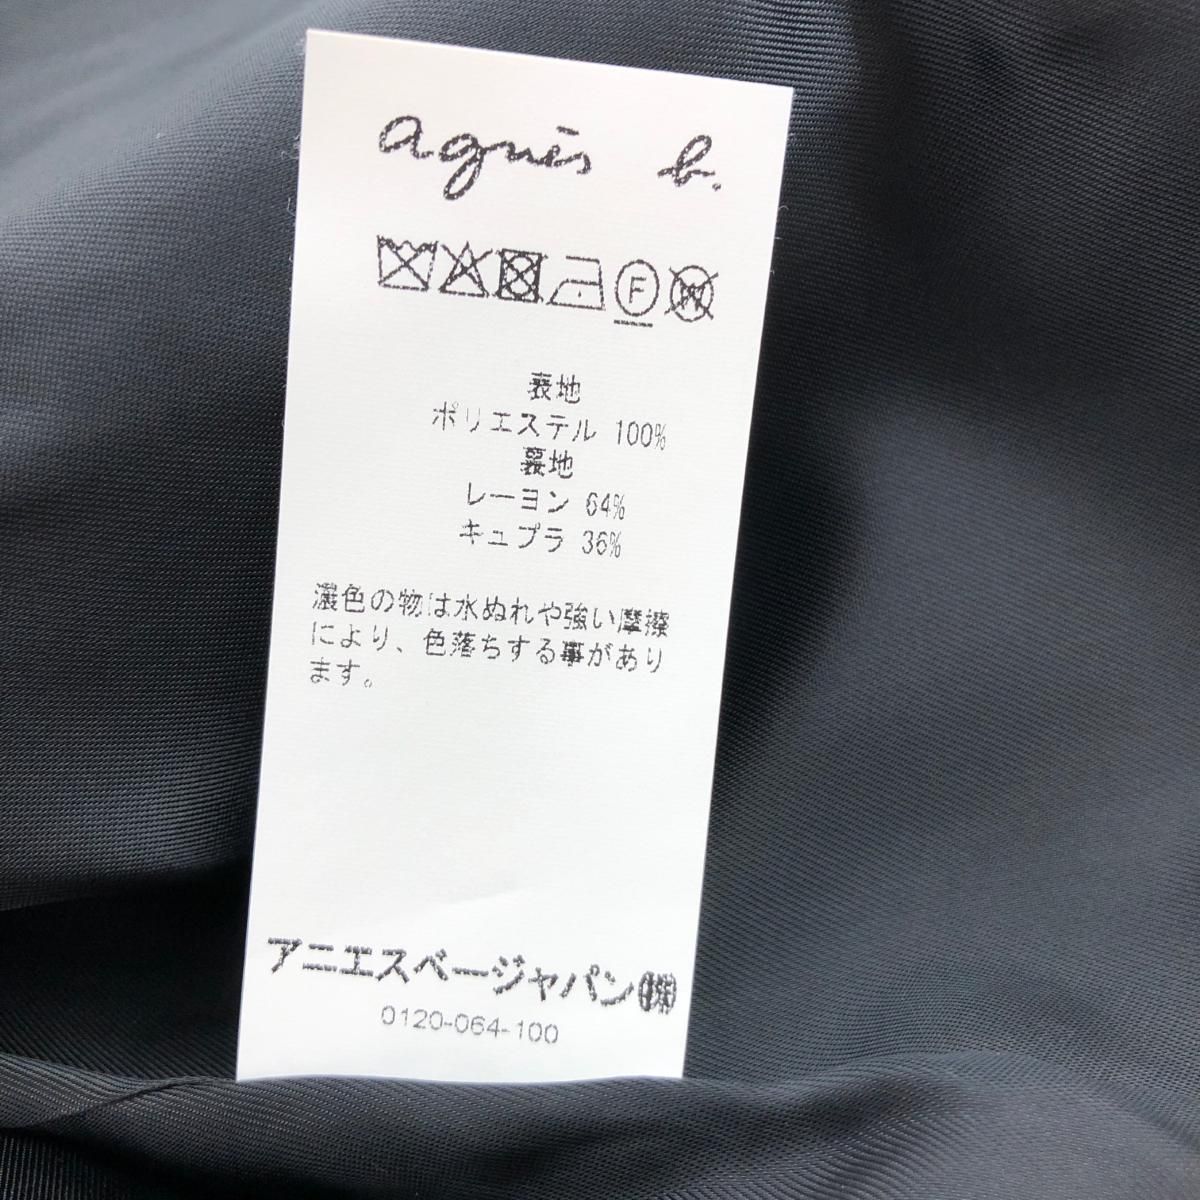 agnès b.
F W
表地
ポリエステル 100%
裏地
レーヨン 64%
キュプラ 36%
濃色の物は水ぬれや強い摩擦
により、色落ちする事があり
ます。
アニエスベージャパン㈱
0120-064-100